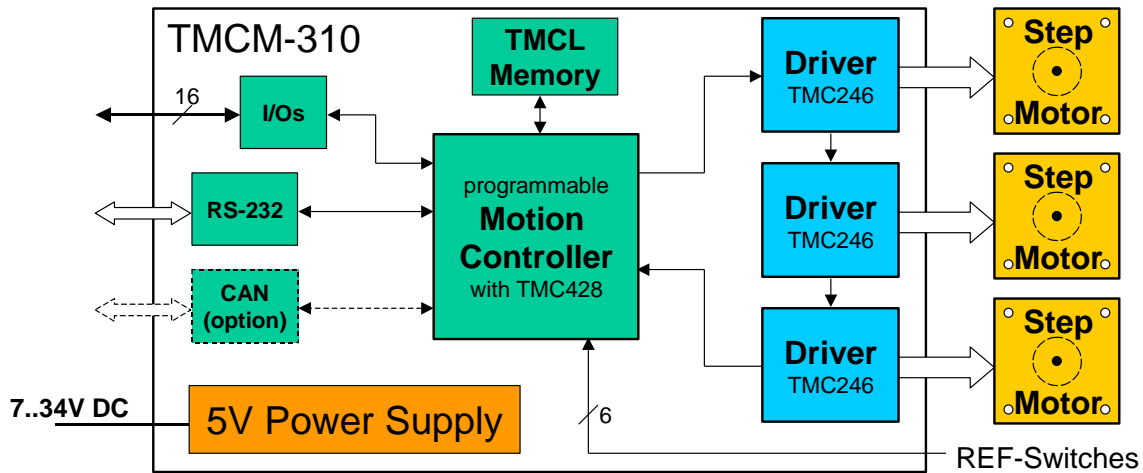 TMCM-310
TMCL
Memory
16
I/Os
RS-232
CAN
(option)
programmable
Motion
Controller
with TMC428
Driver
TMC246
Driver
TMC246
Driver
TMC246
Step
Motor
Step
Motor
Step
Motor
7..34V DC
5V Power Supply
6
REF-Switches